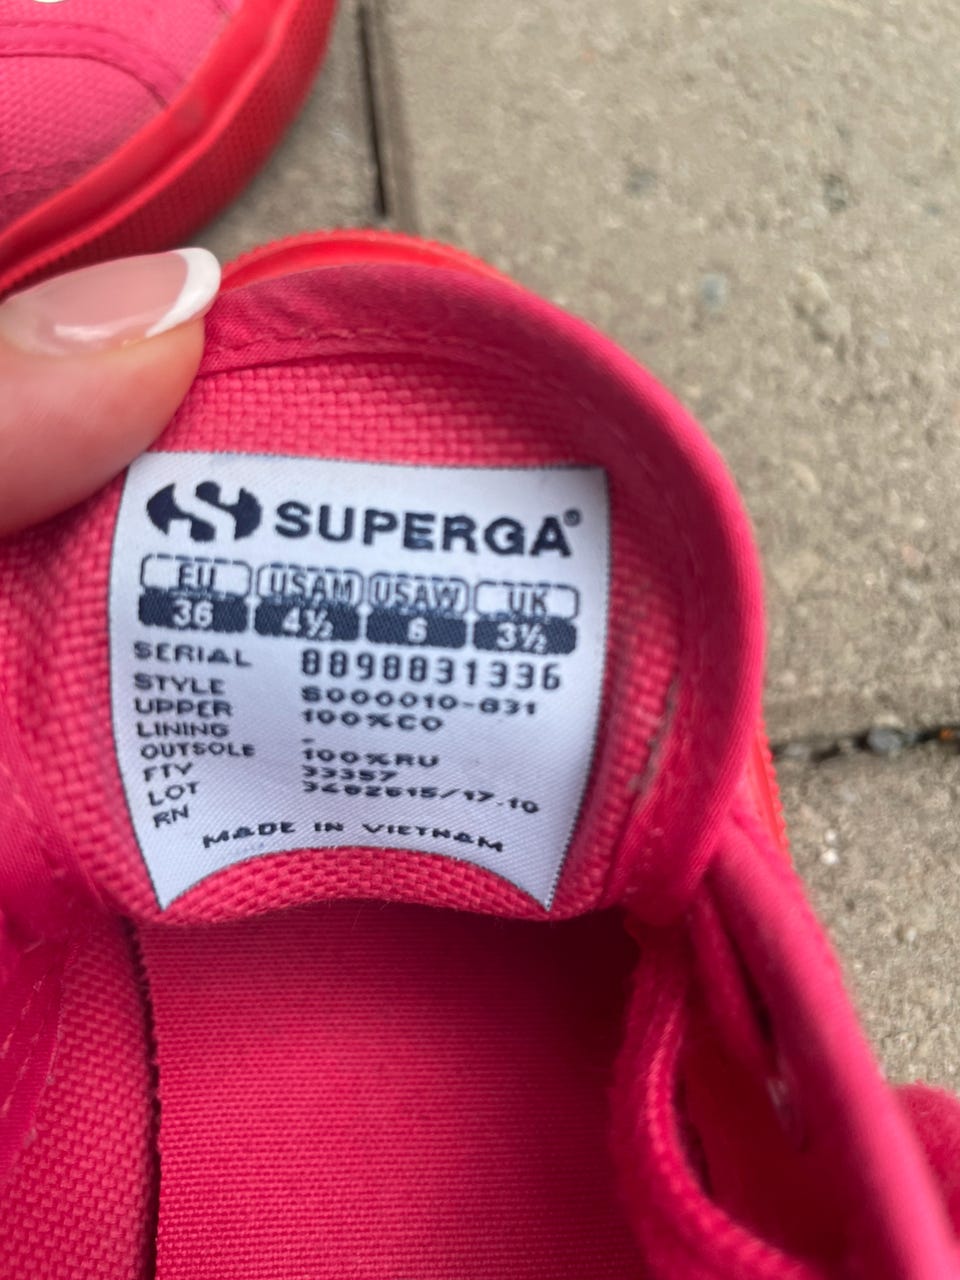 SUPERGA®
EU USAM USAW UK
36 4½ 6 3½
SERIAL 8898831336
STYLE S000010-831
UPPER 100%CO
LINING -
OUTSOLE 100%RU
FTY 33357
LOT 3482615/17.10
RN
MADE IN VIETNAM